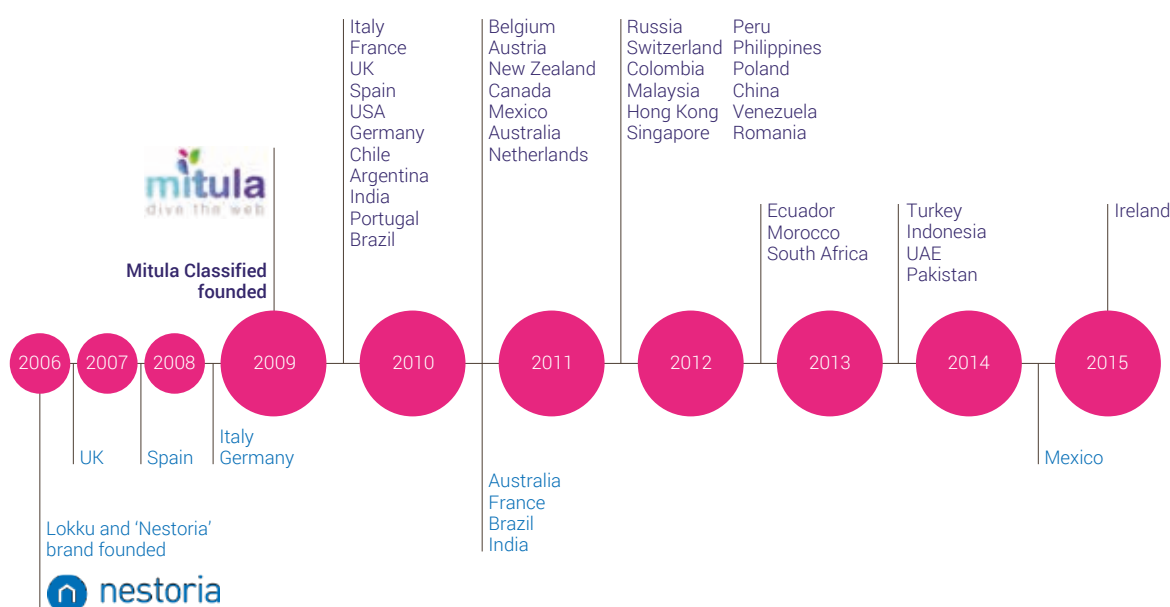 Italy
France
UK
Spain
USA
Germany
Chile
Argentina
India
Portugal
Brazil
Belgium
Austria
New Zealand
Canada
Mexico
Australia
Netherlands
Russia
Switzerland
Colombia
Malaysia
Hong Kong
Singapore
Peru
Philippines
Poland
China
Venezuela
Romania
mitula
dive the web
Mitula Classified
founded
Ecuador
Morocco
South Africa
Turkey
Indonesia
UAE
Pakistan
Ireland
2006
2007
2008
2009
2010
2011
2012
2013
2014
2015
UK
Spain
Italy
Germany
Australia
France
Brazil
India
Mexico
Lokku and ‘Nestoria’
brand founded
nestoria